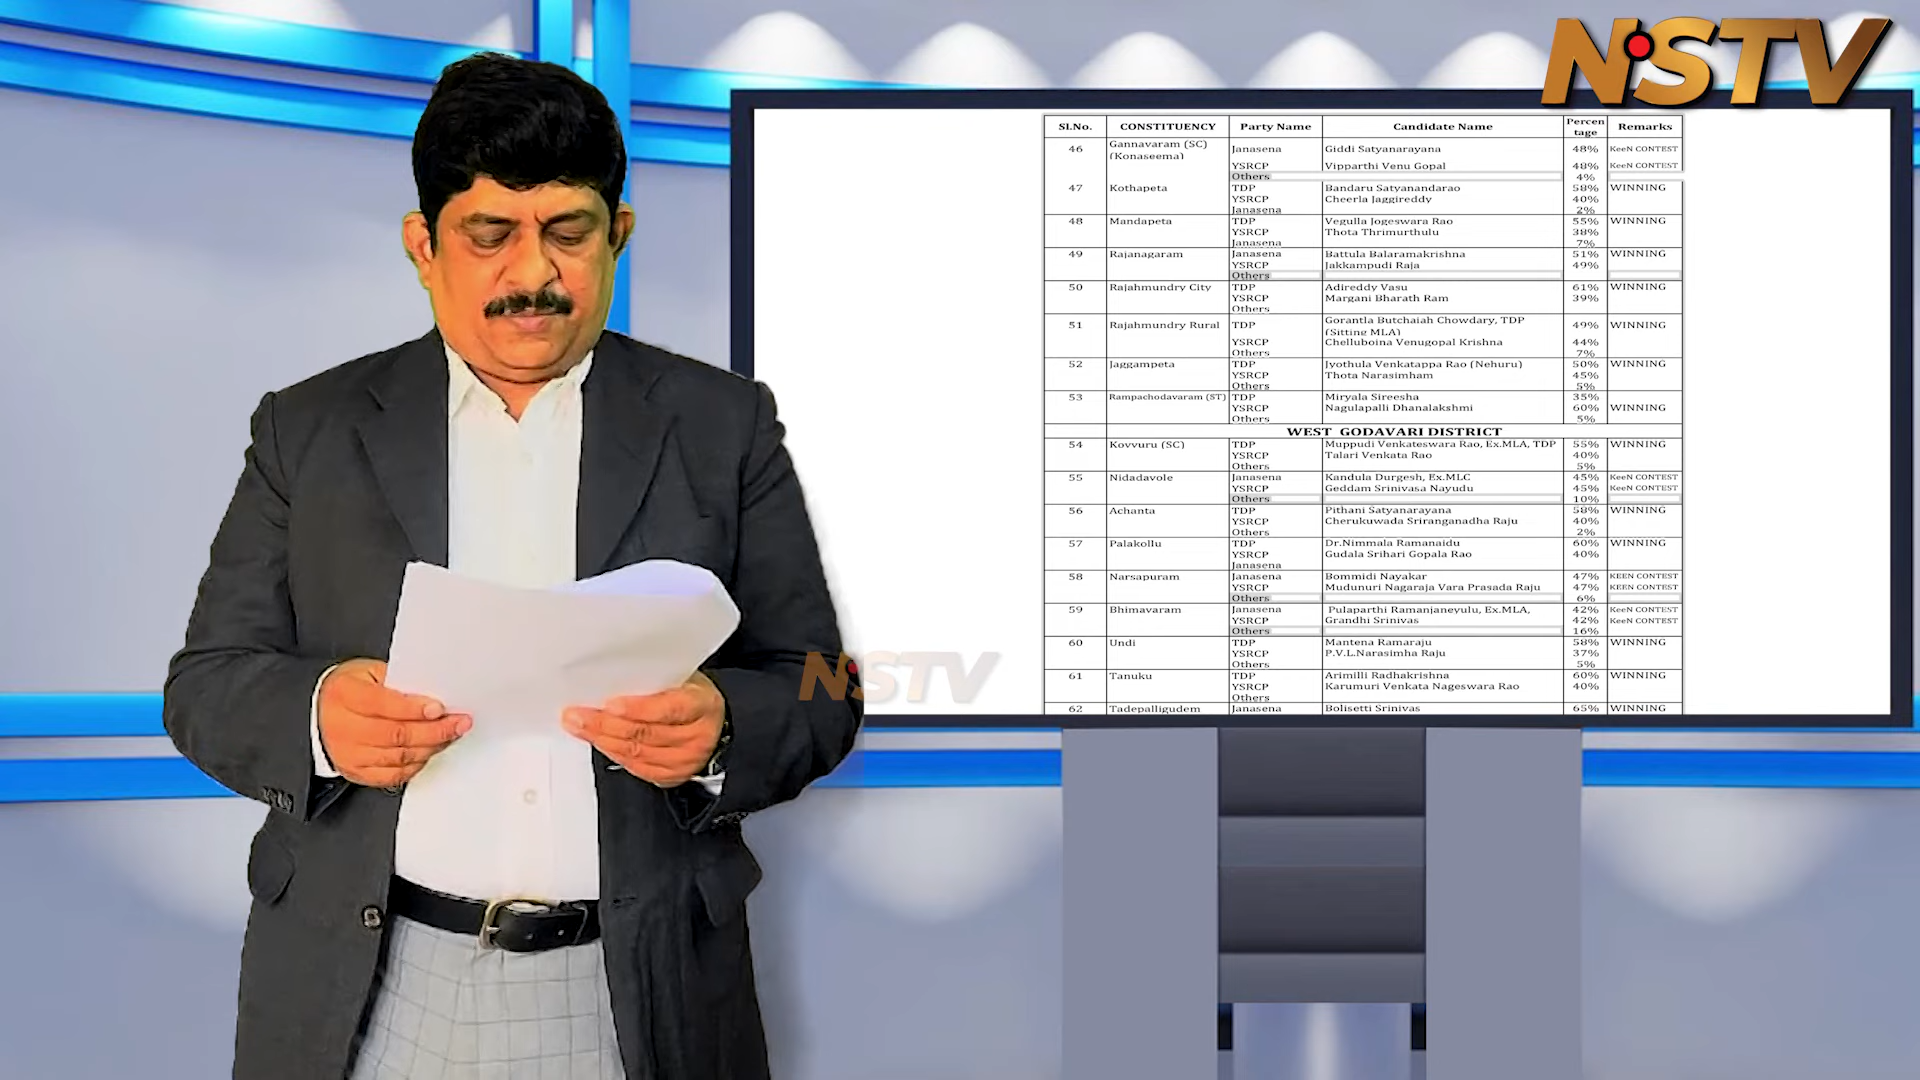 NSTV
Sl.No. CONSTITUENCY Party Name Candidate Name Percentage Remarks
46 Gannavaram (SC) (Konaseema) Janasena Giddi Satyanarayana 48% KeeN CONTEST
YSRCP Vipparthi Venu Gopal 48% KeeN CONTEST
Others 4%
47 Kothapeta TDP Bandaru Satyanandarao 58% WINNING
YSRCP Cheerla Jaggireddy 40%
Janasena 2%
48 Mandapeta TDP Vegulla Jogeswara Rao 55% WINNING
YSRCP Thota Thrimurthulu 38%
Janasena 7%
49 Rajanagaram Janasena Battula Balaramakrishna 51% WINNING
YSRCP Jakkampudi Raja 49%
Others
50 Rajahmundry City TDP Adireddy Vasu 61% WINNING
YSRCP Margani Bharath Ram 39%
Others
51 Rajahmundry Rural TDP Gorantla Butchaiah Chowdary, TDP (Sitting MLA) 49% WINNING
YSRCP Chelluboina Venugopal Krishna 44%
Others 7%
52 Jaggampeta TDP Jyothula Venkatappa Rao (Nehuru) 50% WINNING
YSRCP Thota Narasimham 45%
Others 5%
53 Rampachodavaram (ST) TDP Miryala Sireesha 35%
YSRCP Nagulapalli Dhanalakshmi 60% WINNING
Others 5%
WEST GODAVARI DISTRICT
54 Kovvuru (SC) TDP Muppudi Venkateswara Rao, Ex.MLA, TDP 55% WINNING
YSRCP Talari Venkata Rao 40%
Others 5%
55 Nidadavole Janasena Kandula Durgesh, Ex.MLC 45% KeeN CONTEST
YSRCP Geddam Srinivasa Nayudu 45% KeeN CONTEST
Others 10%
56 Achanta TDP Pithani Satyanarayana 58% WINNING
YSRCP Cherukuwada Sriranganadha Raju 40%
Others 2%
57 Palakollu TDP Dr.Nimmala Ramanaidu 60% WINNING
YSRCP Gudala Srihari Gopala Rao 40%
Janasena
58 Narsapuram Janasena Bommidi Nayakar 47% KEEN CONTEST
YSRCP Mudunuri Nagaraja Vara Prasada Raju 47% KEEN CONTEST
Others 6%
59 Bhimavaram Janasena Pulaparthi Ramanjaneyulu, Ex.MLA, 42% KeeN CONTEST
YSRCP Grandhi Srinivas 42% KeeN CONTEST
Others 16%
60 Undi TDP Mantena Ramaraju 58% WINNING
YSRCP P.V.L.Narasimha Raju 37%
Others 5%
61 Tanuku TDP Arimilli Radhakrishna 60% WINNING
YSRCP Karumuri Venkata Nageswara Rao 40%
Others
62 Tadepalligudem Janasena Bolisetti Srinivas 65% WINNING
NSTV